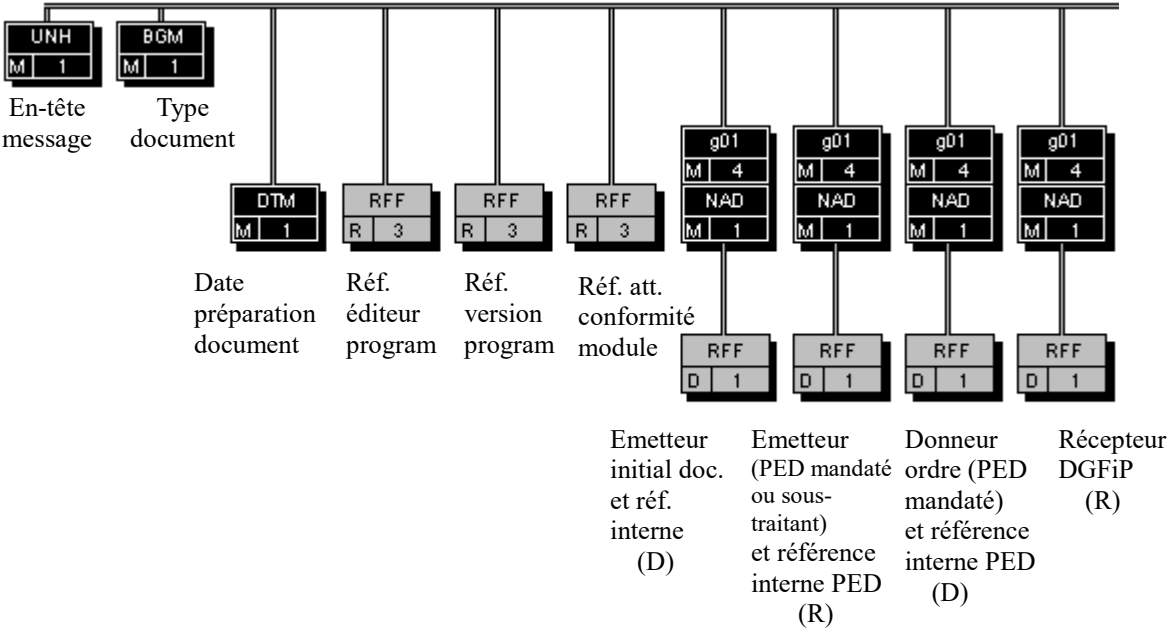 UNH
M 1
En-tête
message
BGM
M 1
Type
document
DTM
M 1
Date
préparation
document
RFF
R 3
Réf.
éditeur
program
RFF
R 3
Réf.
version
program
RFF
R 3
Réf. att.
conformité
module
g01
M 4
NAD
M 1
RFF
D 1
Emetteur
initial doc.
et réf.
interne
(D)
g01
M 4
NAD
M 1
RFF
D 1
Emetteur
(PED mandaté
ou sous-
traitant)
et référence
interne PED
(R)
g01
M 4
NAD
M 1
RFF
D 1
Donneur
ordre (PED
mandaté)
et référence
interne PED
(D)
g01
M 4
NAD
M 1
RFF
D 1
Récepteur
DGFiP
(R)